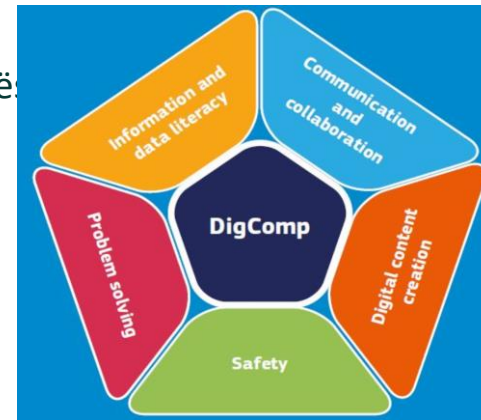 Information and
data literacy
Communication
and
collaboration
DigComp
Problem solving
Digital content
creation
Safety